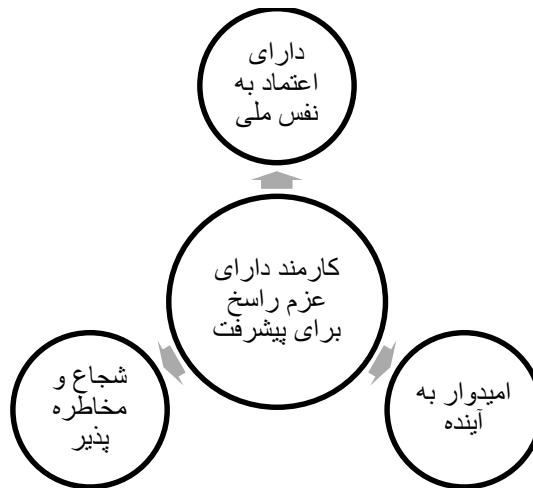 دارای
اعتماد به
نفس ملی
کارمند دارای
عزم راسخ
برای پیشرفت
شجاع و
مخاطره
پذیر
امیدوار به
آینده